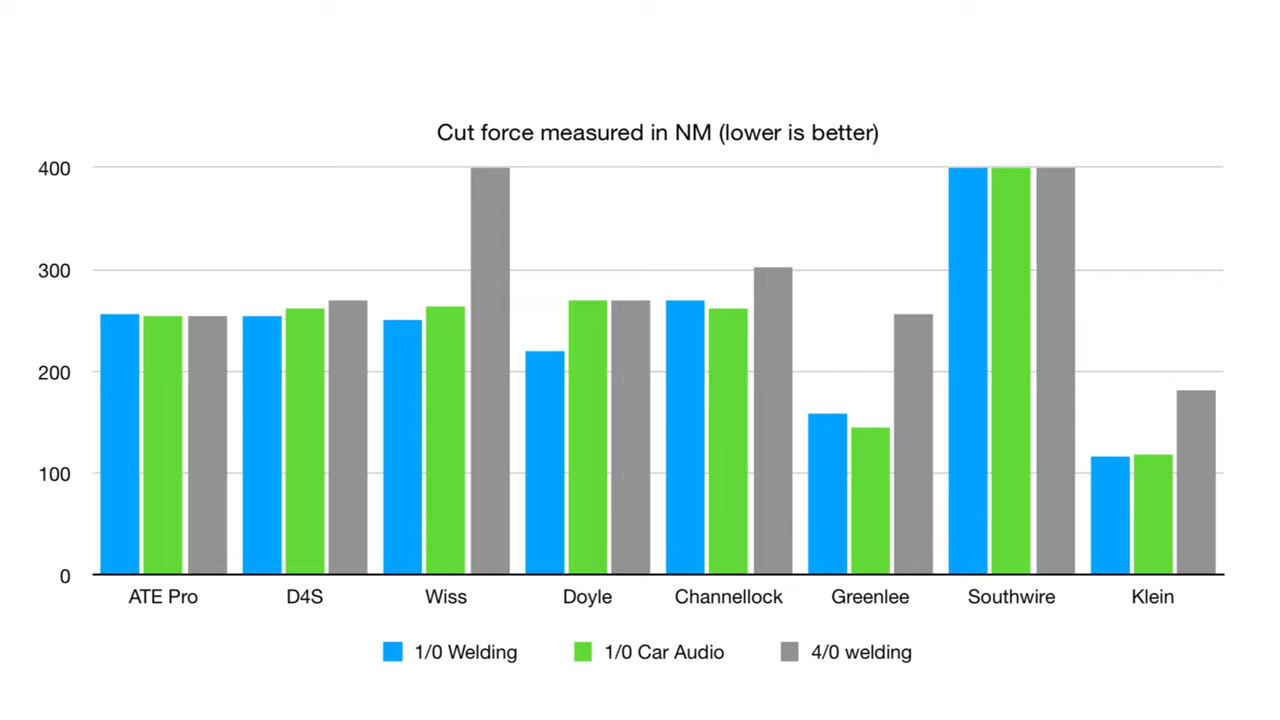 Cut force measured in NM (lower is better)
400
300
200
100
0
ATE Pro D4S Wiss Doyle Channellock Greenlee Southwire Klein
1/0 Welding 1/0 Car Audio 4/0 welding